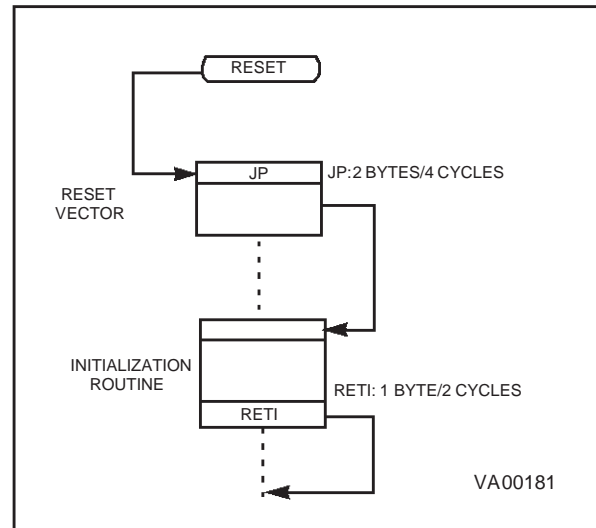 RESET
JP
JP:2 BYTES/4 CYCLES
RESET
VECTOR
INITIALIZATION
ROUTINE
RETI: 1 BYTE/2 CYCLES
RETI
VA00181